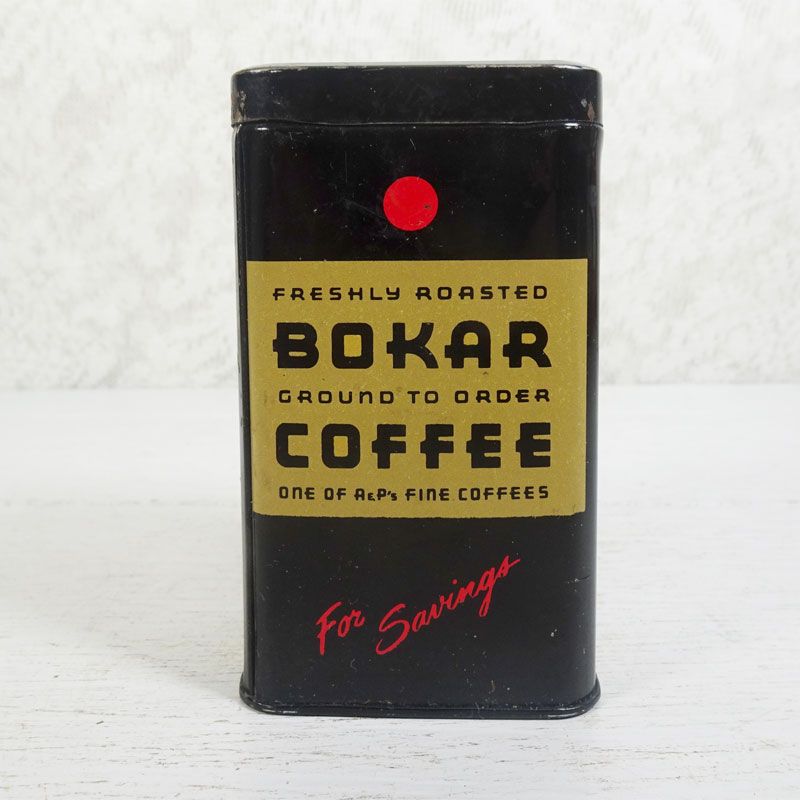 FRESHLY ROASTED
BOKAR
GROUND TO ORDER
COFFEE
ONE OF A&P's FINE COFFEES
For Savings